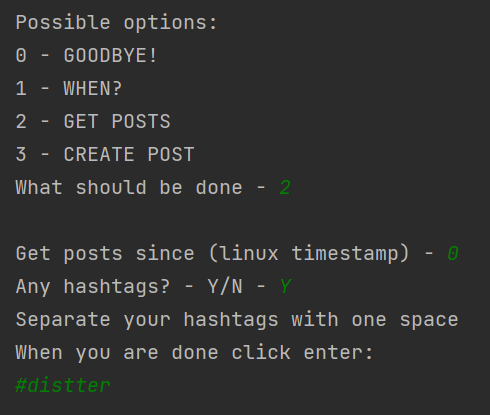 Possible options:
0 - GOODBYE!
1 - WHEN?
2 - GET POSTS
3 - CREATE POST
What should be done - 2
Get posts since (linux timestamp) - 0
Any hashtags? - Y/N - Y
Separate your hashtags with one space
When you are done click enter:
#distter